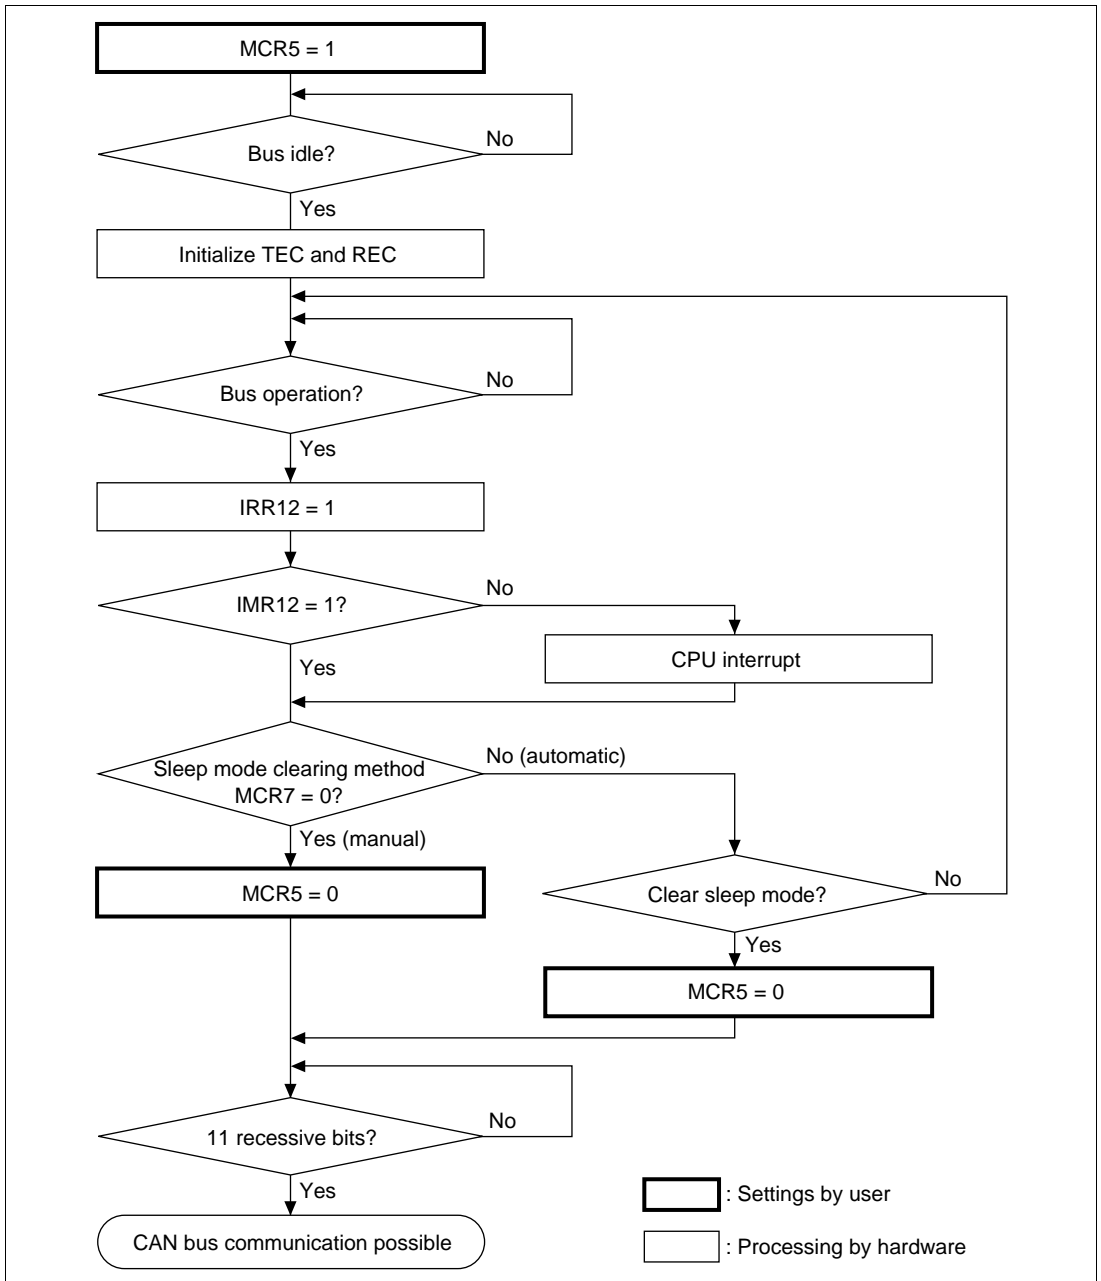 MCR5 = 1
Bus idle?
No
Yes
Initialize TEC and REC
Bus operation?
No
Yes
IRR12 = 1
IMR12 = 1?
No
Yes
CPU interrupt
Sleep mode clearing method
MCR7 = 0?
No (automatic)
Yes (manual)
MCR5 = 0
Clear sleep mode?
No
Yes
MCR5 = 0
11 recessive bits?
No
Yes
CAN bus communication possible
: Settings by user
: Processing by hardware